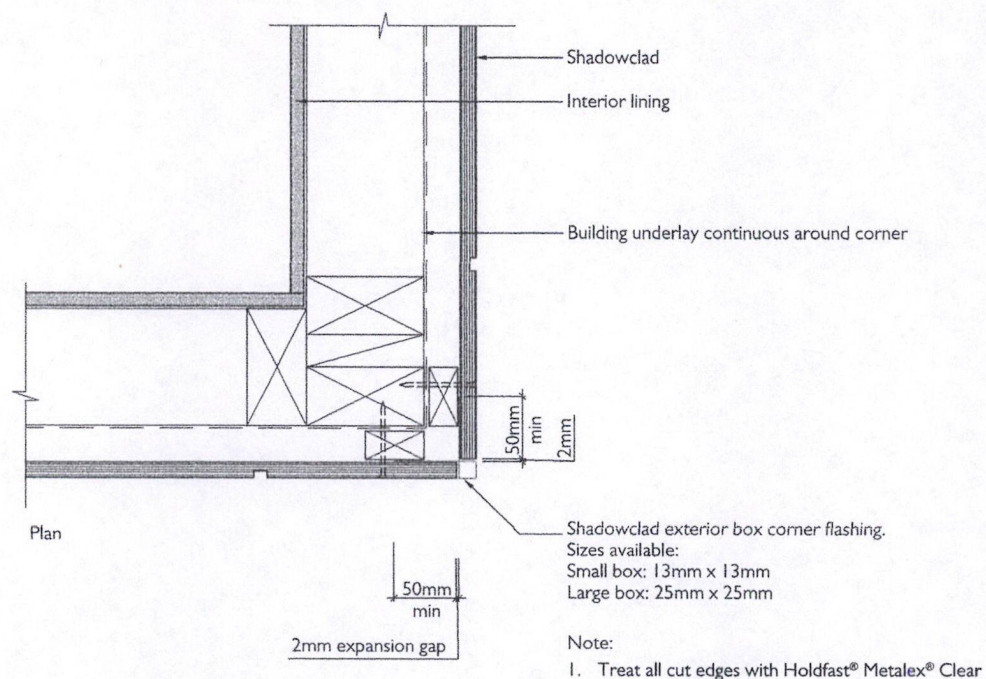 Shadowclad
Interior lining
Building underlay continuous around corner
50mm
min
2mm
Plan
Shadowclad exterior box corner flashing.
Sizes available:
Small box: 13mm x 13mm
Large box: 25mm x 25mm
50mm
min
2mm expansion gap
Note:
1. Treat all cut edges with Holdfast® Metalex® Clear